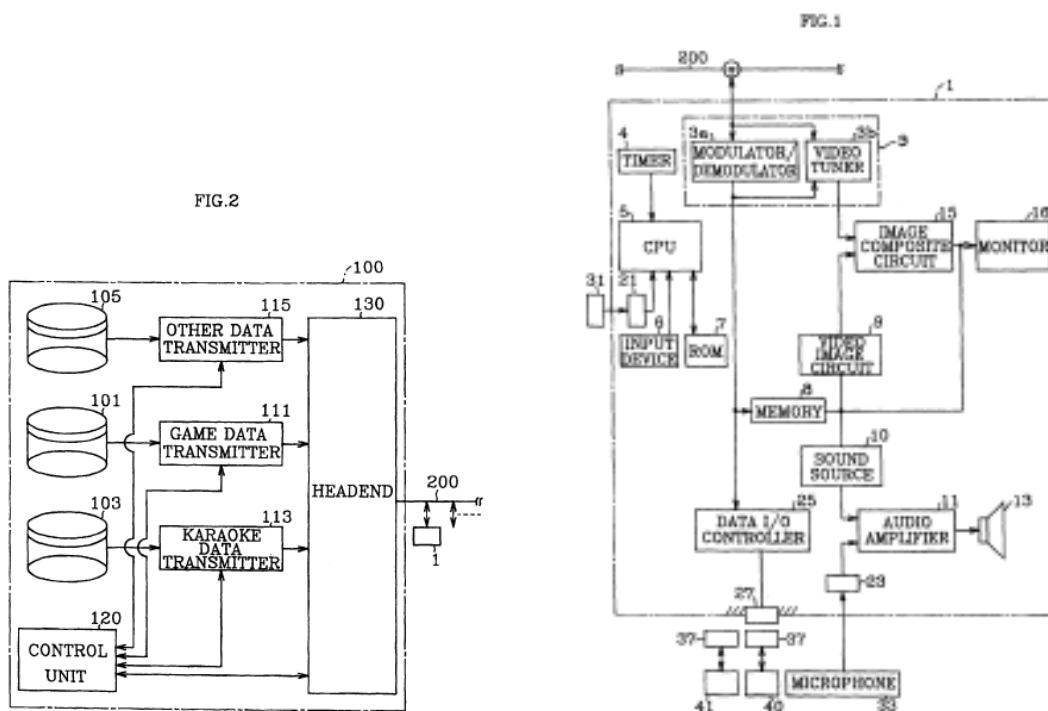 FIG.2
100
105
115
130
OTHER DATA
TRANSMITTER
101
111
GAME DATA
TRANSMITTER
HEADEND
200
103
113
KARAOKE
DATA
TRANSMITTER
1
120
CONTROL
UNIT
FIG.1
200
1
3
4
TIMER
3a
MODULATOR/
DEMODULATOR
3b
VIDEO
TUNER
5
CPU
15
IMAGE
COMPOSITE
CIRCUIT
16
MONITOR
31
21
6
INPUT
DEVICE
7
ROM
9
VIDEO IMAGE
CIRCUIT
8
MEMORY
10
SOUND
SOURCE
25
DATA I/O
CONTROLLER
11
AUDIO
AMPLIFIER
13
23
27
37
37
41
40
MICROPHONE
33